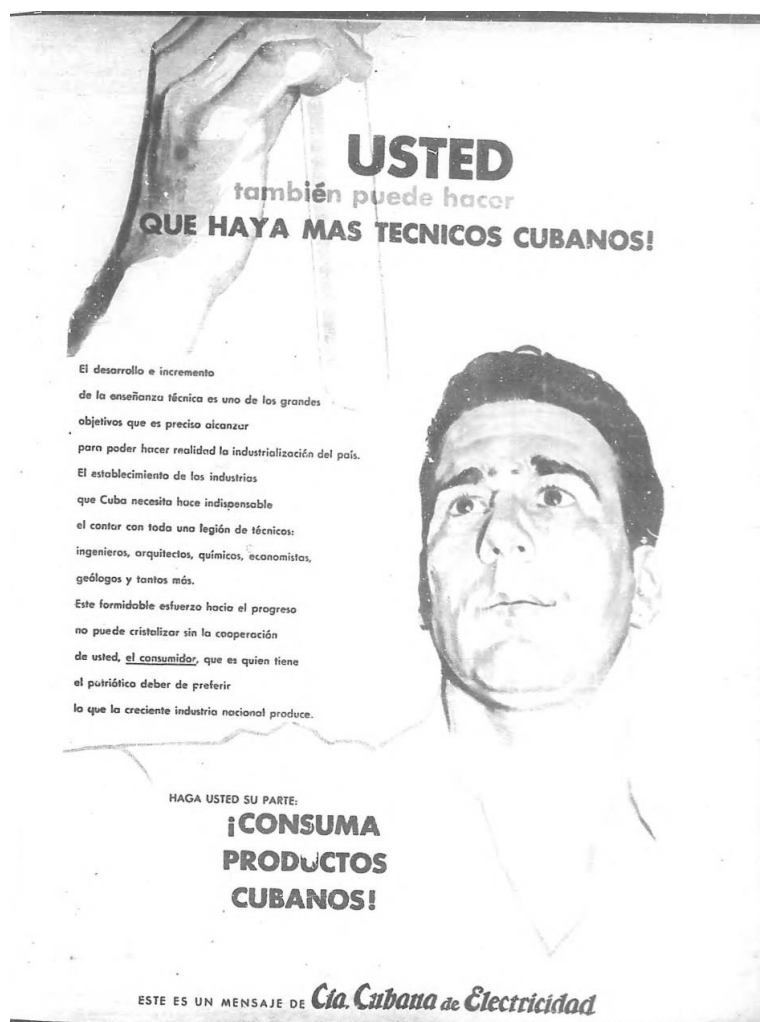 USTED
también puede hacer
QUE HAYA MAS TECNICOS CUBANOS!
El desarrollo e incremento
de la enseñanza técnica es uno de los grandes
objetivos que es preciso alcanzar
para poder hacer realidad la industrialización del país.
El establecimiento de las industrias
que Cuba necesita hace indispensable
el contar con toda una legión de técnicos:
ingenieros, arquitectos, químicos, economistas,
geólogos y tantos más.
Este formidable esfuerzo hacia el progreso
no puede cristalizar sin la cooperación
de usted, el consumidor, que es quien tiene
el patriótico deber de preferir
lo que la creciente industria nacional produce.
HAGA USTED SU PARTE:
¡CONSUMA
PRODUCTOS
CUBANOS!
ESTE ES UN MENSAJE DE Cía. Cubana de Electricidad